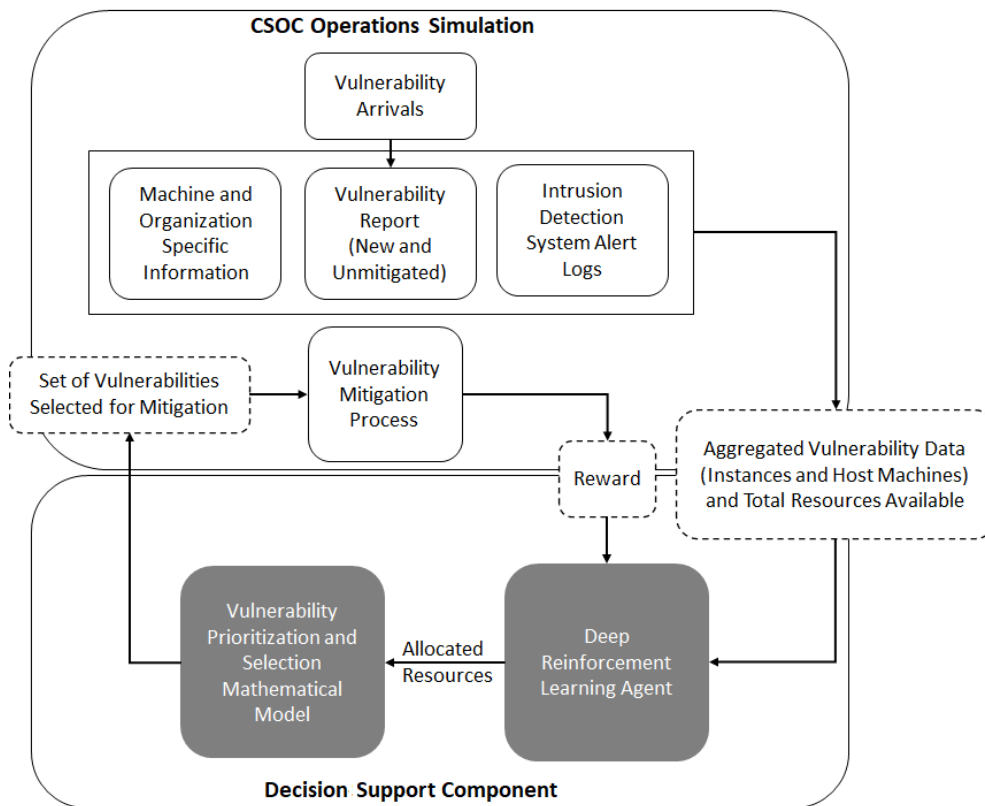 CSOC Operations Simulation
Vulnerability
Arrivals
Machine and
Organization
Specific
Information
Vulnerability
Report
(New and
Unmitigated)
Intrusion
Detection
System Alert
Logs
Set of Vulnerabilities
Selected for Mitigation
Vulnerability
Mitigation
Process
Reward
Aggregated Vulnerability Data
(Instances and Host Machines)
and Total Resources Available
Vulnerability
Prioritization and
Selection
Mathematical
Model
Allocated
Resources
Deep
Reinforcement
Learning Agent
Decision Support Component